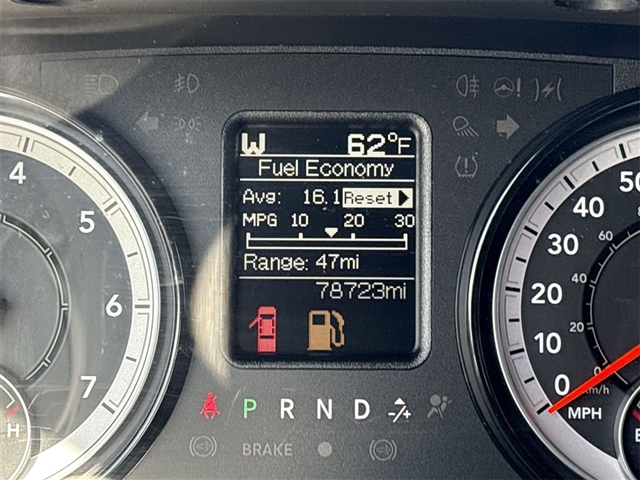 W 62°F
Fuel Economy
Avg: 16.1 Reset
MPG 10 20 30
Range: 47mi
78723mi
P R N D
BRAKE
4
5
6
7
H
50
40
30
20
10
0
MPH
60
40
20
0
km/h
E